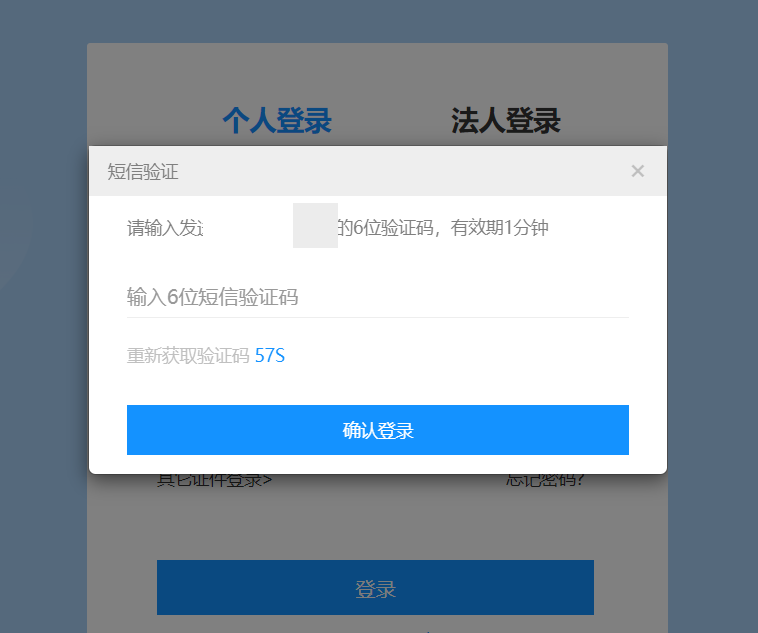 个人登录 法人登录
短信验证 ×
请输入发 的6位验证码，有效期1分钟
输入6位短信验证码
重新获取验证码 57S
确认登录
其它证件登录> 忘记密码?
登录